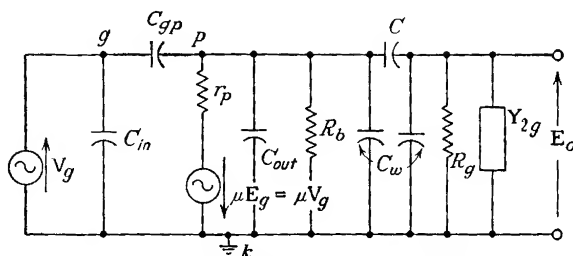 C_gp
g
P
C
r_p
V_g
C_in
C_out
R_b
C_w
R_g
Y_2g
E_o
μE_g = μV_g
k